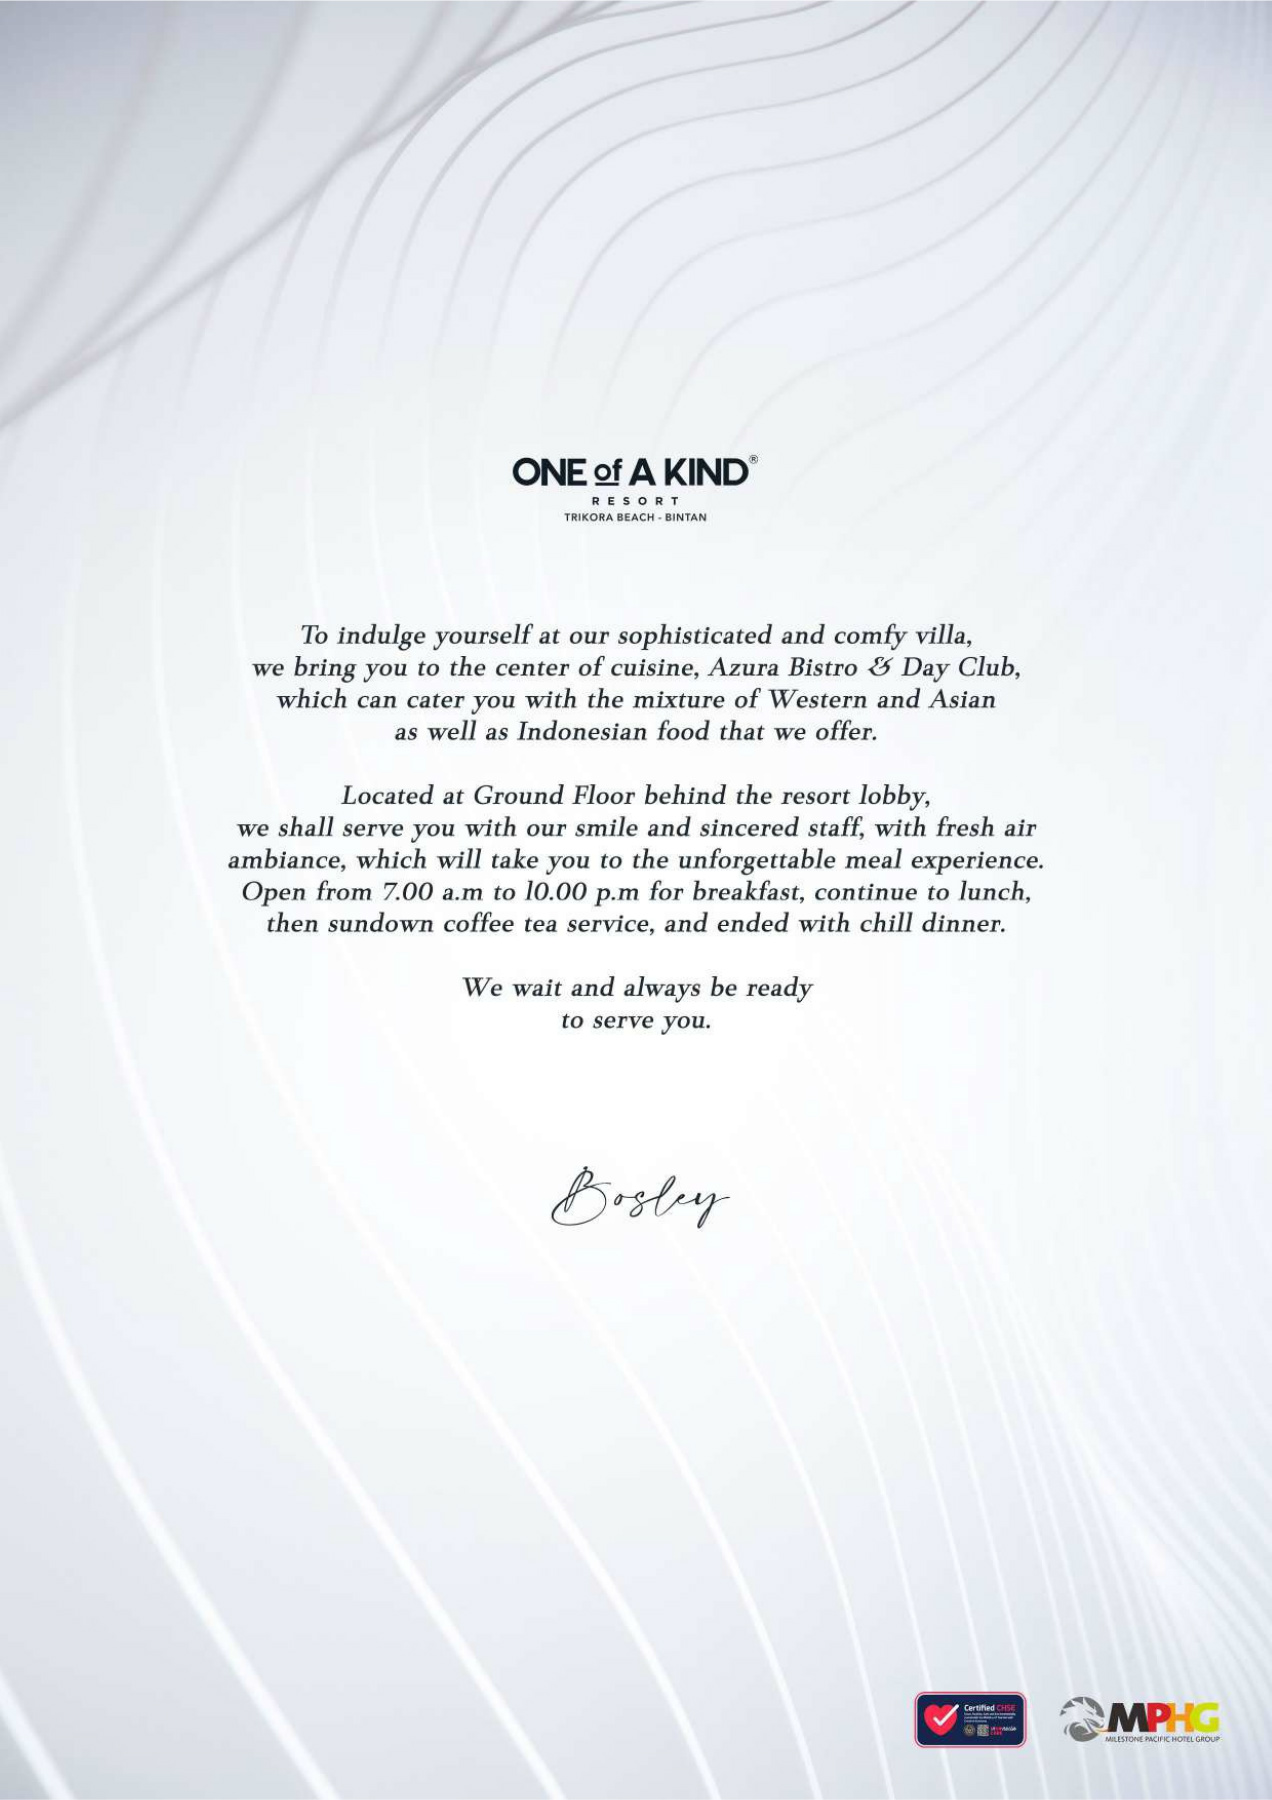 ONE of A KIND®
RESORT
TRIKORA BEACH - BINTAN
To indulge yourself at our sophisticated and comfy villa,
we bring you to the center of cuisine, Azura Bistro & Day Club,
which can cater you with the mixture of Western and Asian
as well as Indonesian food that we offer.
Located at Ground Floor behind the resort lobby,
we shall serve you with our smile and sincered staff, with fresh air
ambiance, which will take you to the unforgettable meal experience.
Open from 7.00 a.m to 10.00 p.m for breakfast, continue to lunch,
then sundown coffee tea service, and ended with chill dinner.
We wait and always be ready
to serve you.
Bosley
Certified CHSE
MPHG
MILESTONE PACIFIC HOTEL GROUP